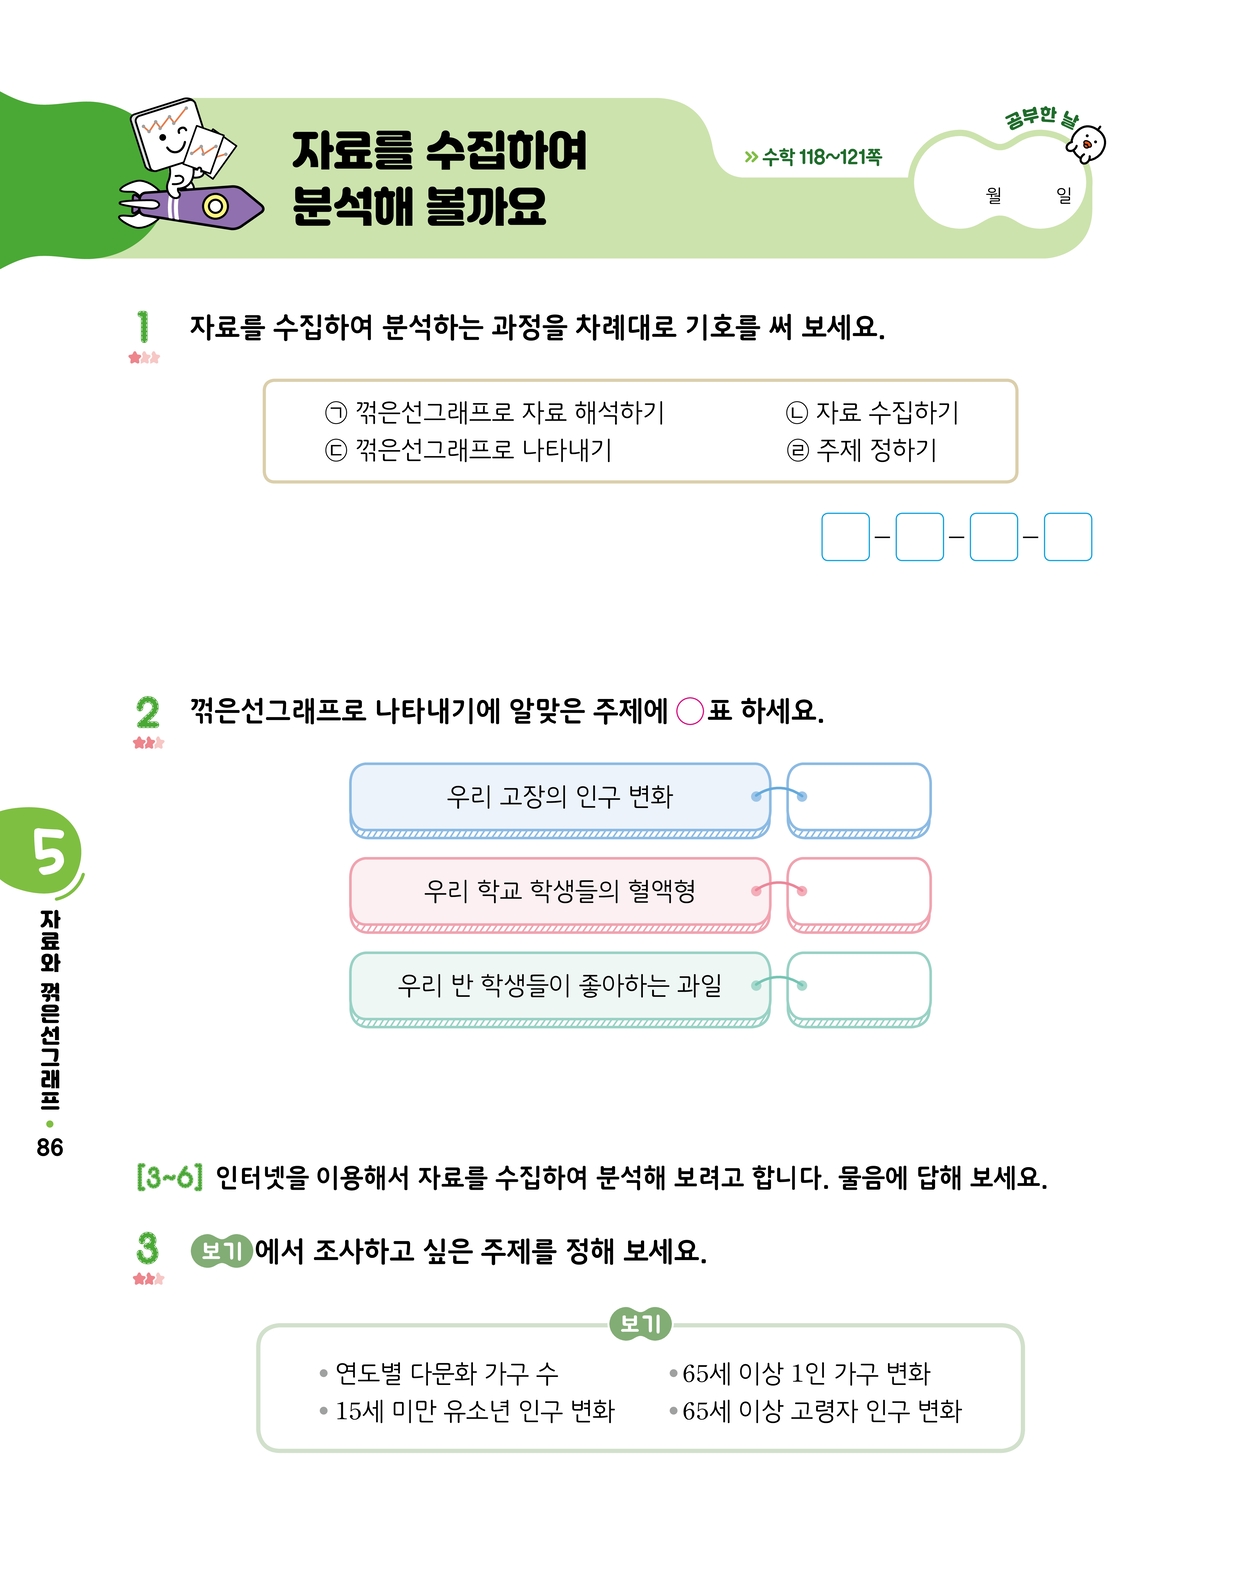 자료를 수집하여
분석해 볼까요
» 수학 118~121쪽
공부한 날
월 일
1 자료를 수집하여 분석하는 과정을 차례대로 기호를 써 보세요.
㉠ 꺾은선그래프로 자료 해석하기 ㉡ 자료 수집하기
㉢ 꺾은선그래프로 나타내기 ㉣ 주제 정하기
– – –
2 꺾은선그래프로 나타내기에 알맞은 주제에 ◯표 하세요.
우리 고장의 인구 변화
우리 학교 학생들의 혈액형
우리 반 학생들이 좋아하는 과일
5
자료와 꺾은선그래프
86
[3~6] 인터넷을 이용해서 자료를 수집하여 분석해 보려고 합니다. 물음에 답해 보세요.
3 보기에서 조사하고 싶은 주제를 정해 보세요.
보기
• 연도별 다문화 가구 수 • 65세 이상 1인 가구 변화
• 15세 미만 유소년 인구 변화 • 65세 이상 고령자 인구 변화